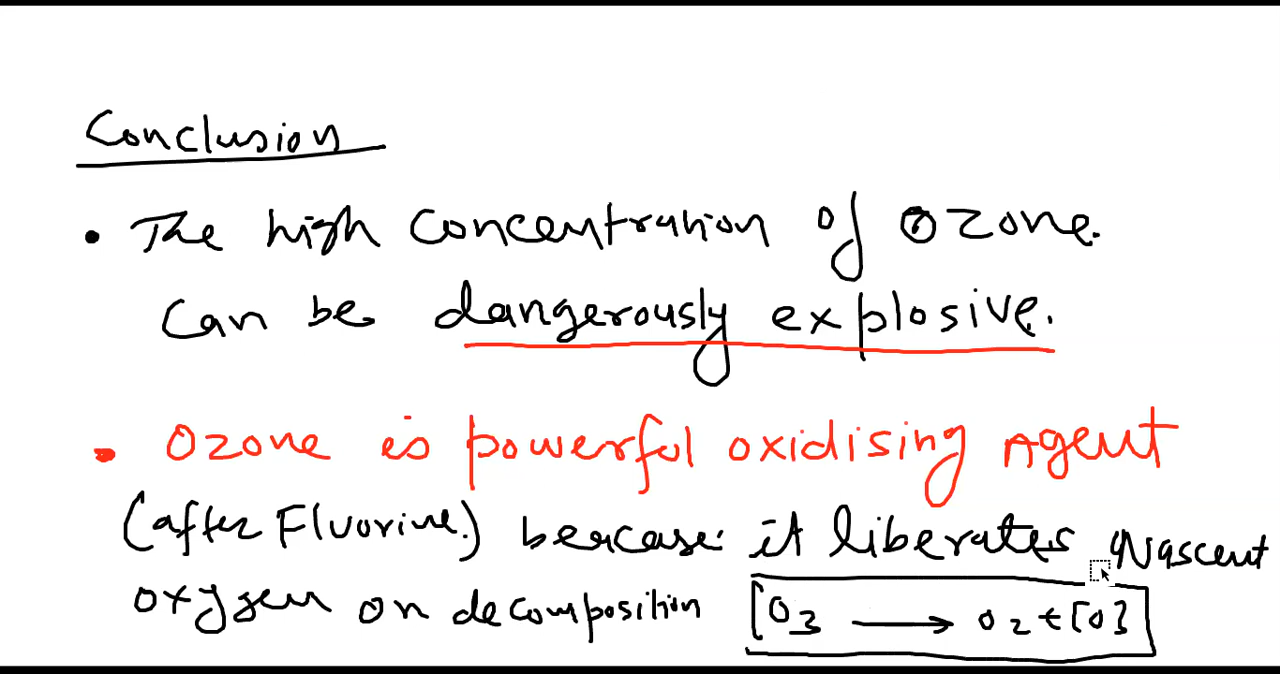 Conclusion
• The high concentration of Ozone.
can be dangerously explosive.
• Ozone is powerful oxidising Agent
(after Fluorine.) becase: it liberates Nascent
oxygen on decomposition [O3 ⟶ O2 + [O]